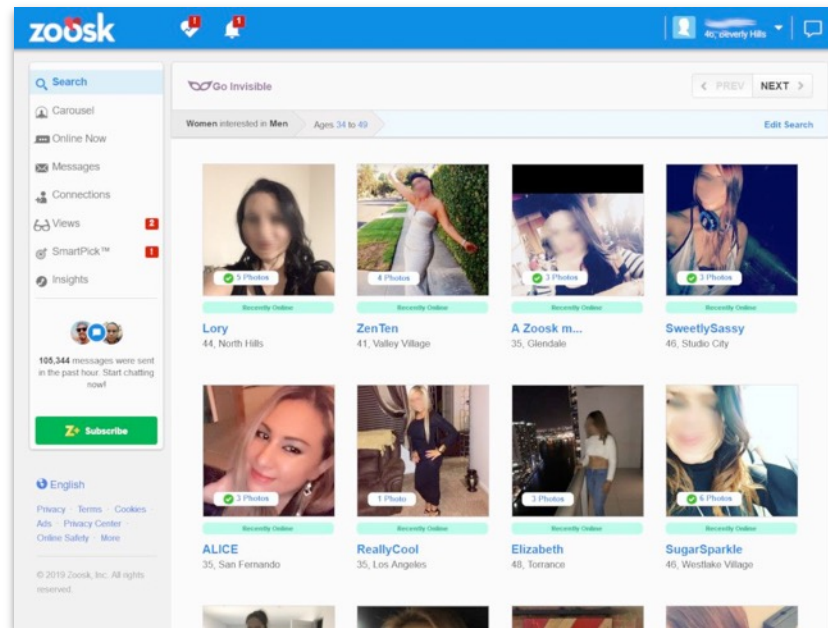 zoosk
46, Beverly Hills
Search
Carousel
Online Now
Messages
Connections
Views 2
SmartPick™ !
Insights
105,344 messages were sent
in the past hour. Start chatting
now!
Z+ Subscribe
English
Privacy · Terms · Cookies ·
Ads · Privacy Center ·
Online Safety · More
© 2019 Zoosk, Inc. All rights
reserved.
Go Invisible
< PREV NEXT >
Women interested in Men Ages 34 to 49 Edit Search
5 Photos 4 Photos 3 Photos 3 Photos
Recently Online Recently Online Recently Online Recently Online
Lory ZenTen A Zoosk m... SweetlySassy
44, North Hills 41, Valley Village 35, Glendale 46, Studio City
3 Photos 1 Photo 3 Photos 6 Photos
Recently Online Recently Online Recently Online Recently Online
ALICE ReallyCool Elizabeth SugarSparkle
35, San Fernando 35, Los Angeles 48, Torrance 46, Westlake Village